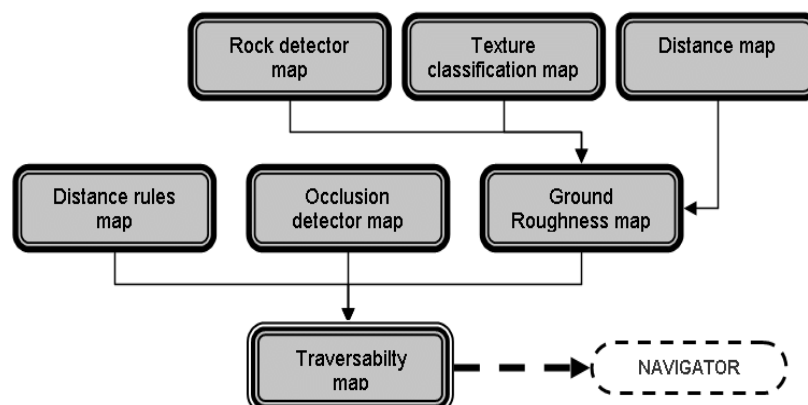 Rock detector
map
Texture
classification map
Distance map
Distance rules
map
Occlusion
detector map
Ground
Roughness map
Traversabilty
map
NAVIGATOR